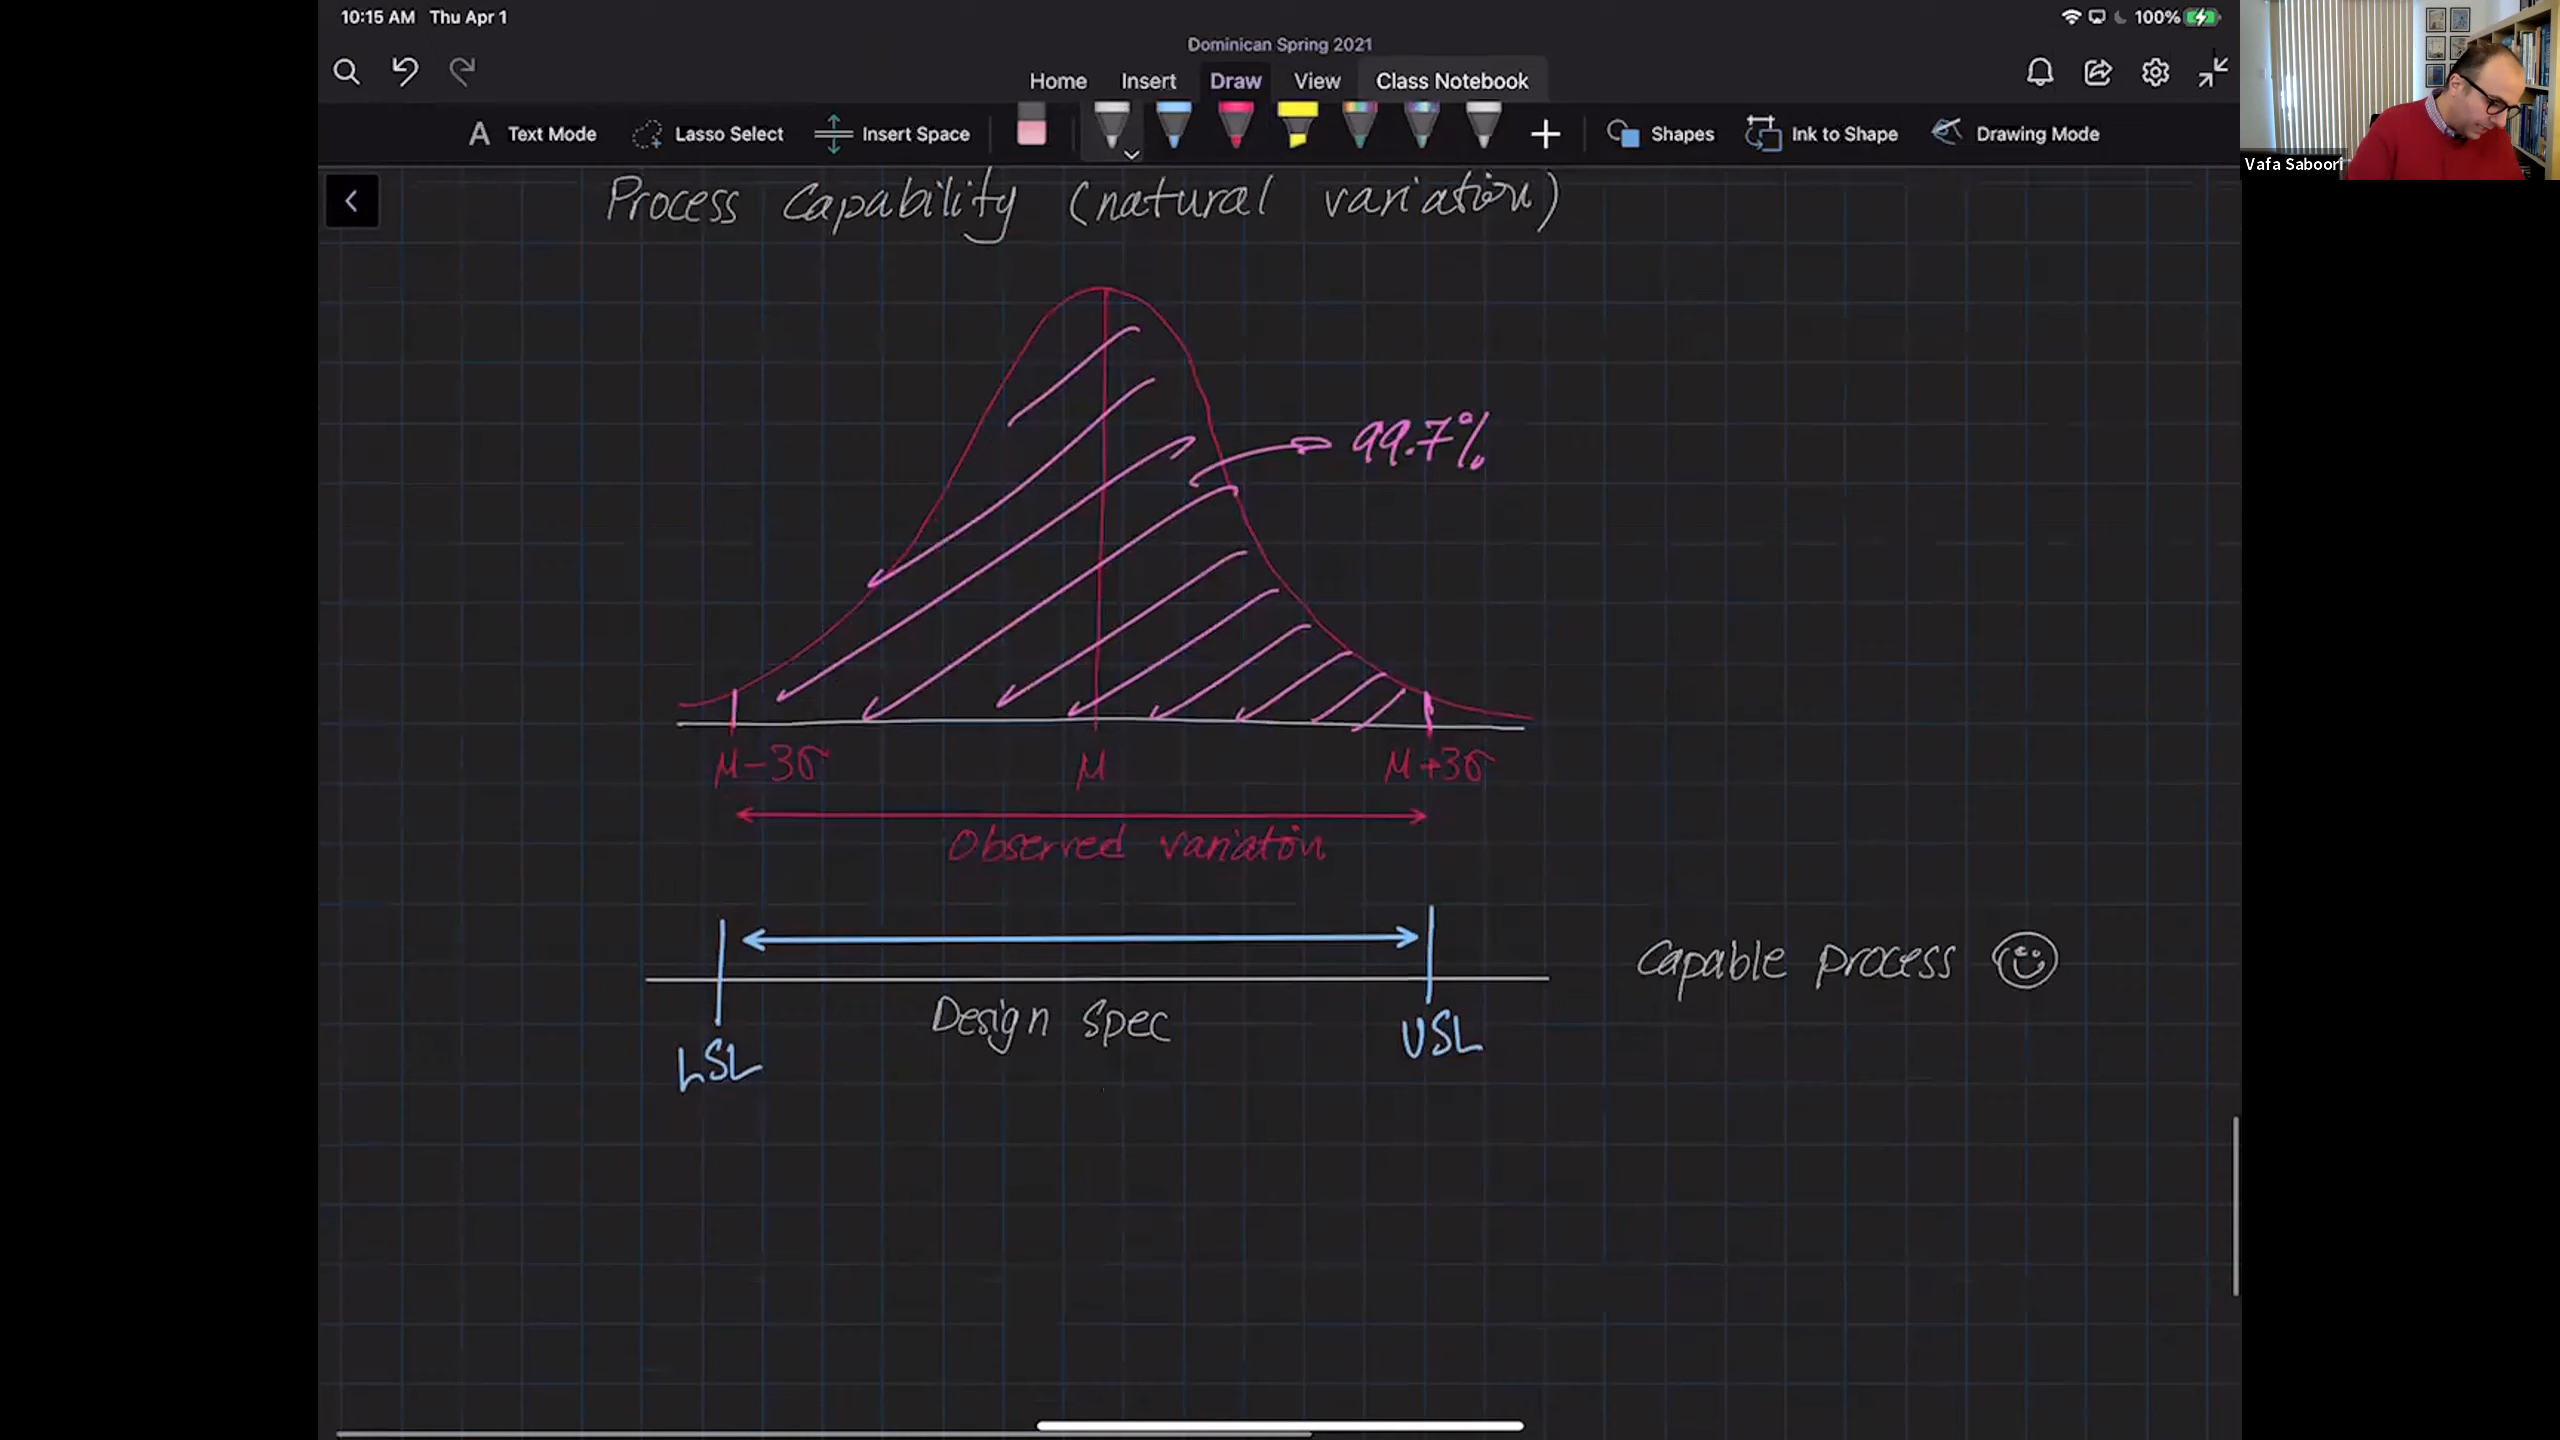 10:15 AM Thu Apr 1
100%
Dominican Spring 2021
Home Insert Draw View Class Notebook
A Text Mode Lasso Select Insert Space Shapes Ink to Shape Drawing Mode
Vafa Saboori
Process Capability (natural variation)
99.7%
μ-3σ μ μ+3σ
Observed variaton
Capable process
Design spec
USL
LSL